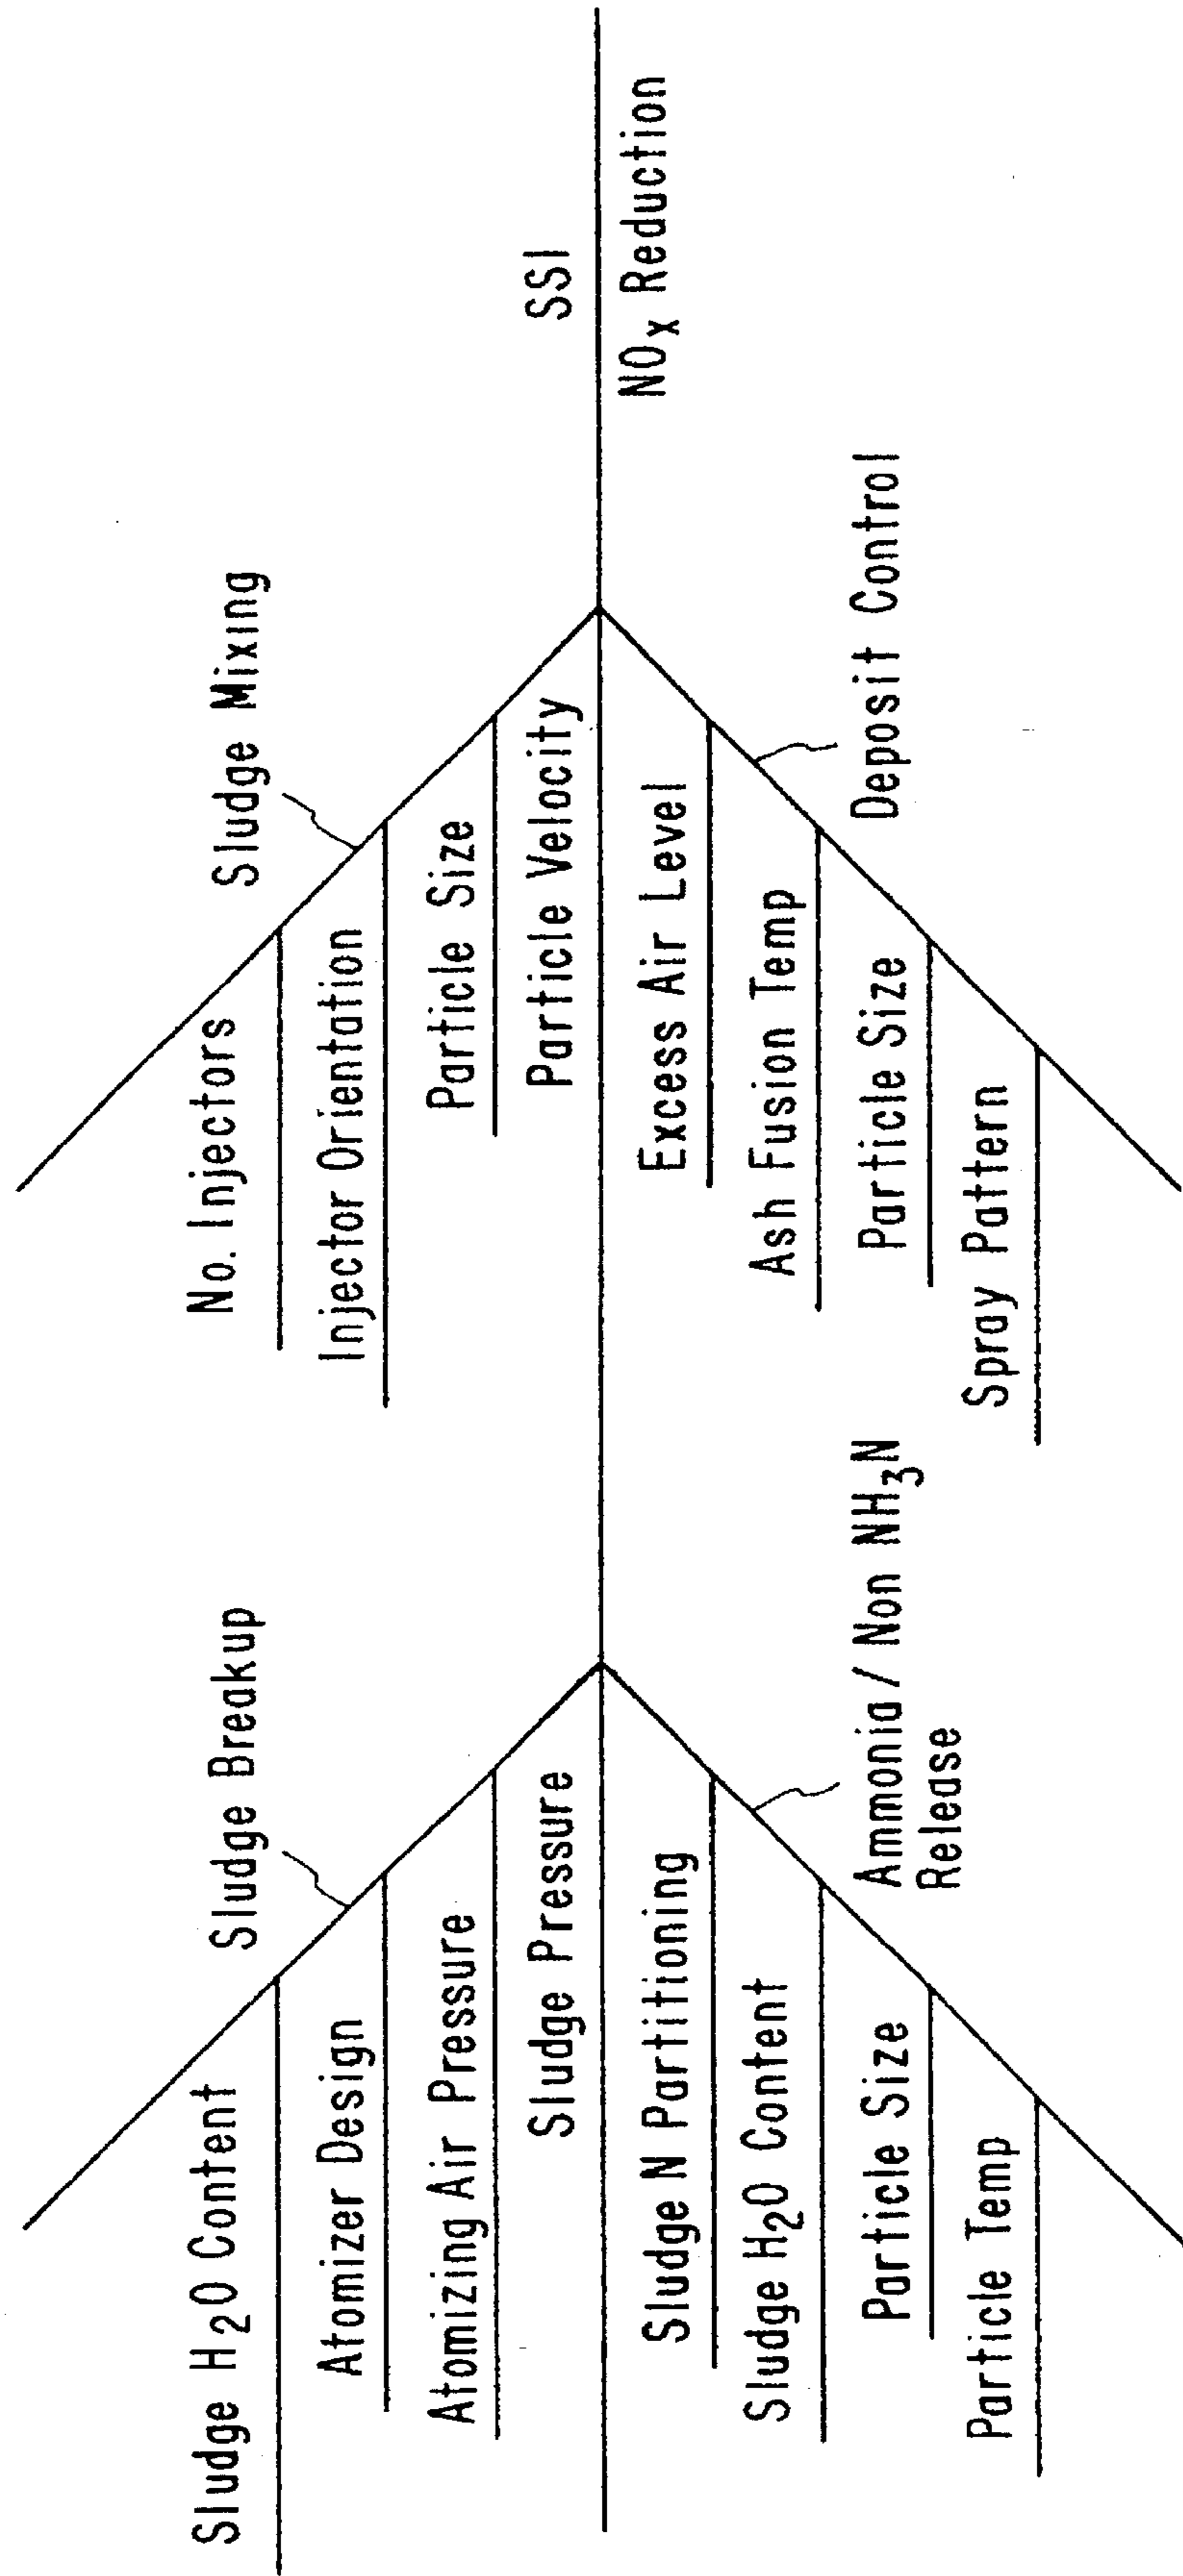 Sludge Breakup
Sludge H2O Content
Atomizer Design
Atomizing Air Pressure
Sludge Pressure
Sludge N Partitioning
Sludge H2O Content
Particle Size
Particle Temp
Ammonia / Non NH3N
Release
Sludge Mixing
No. Injectors
Injector Orientation
Particle Size
Particle Velocity
Excess Air Level
Ash Fusion Temp
Particle Size
Spray Pattern
Deposit Control
SSI
NOx Reduction